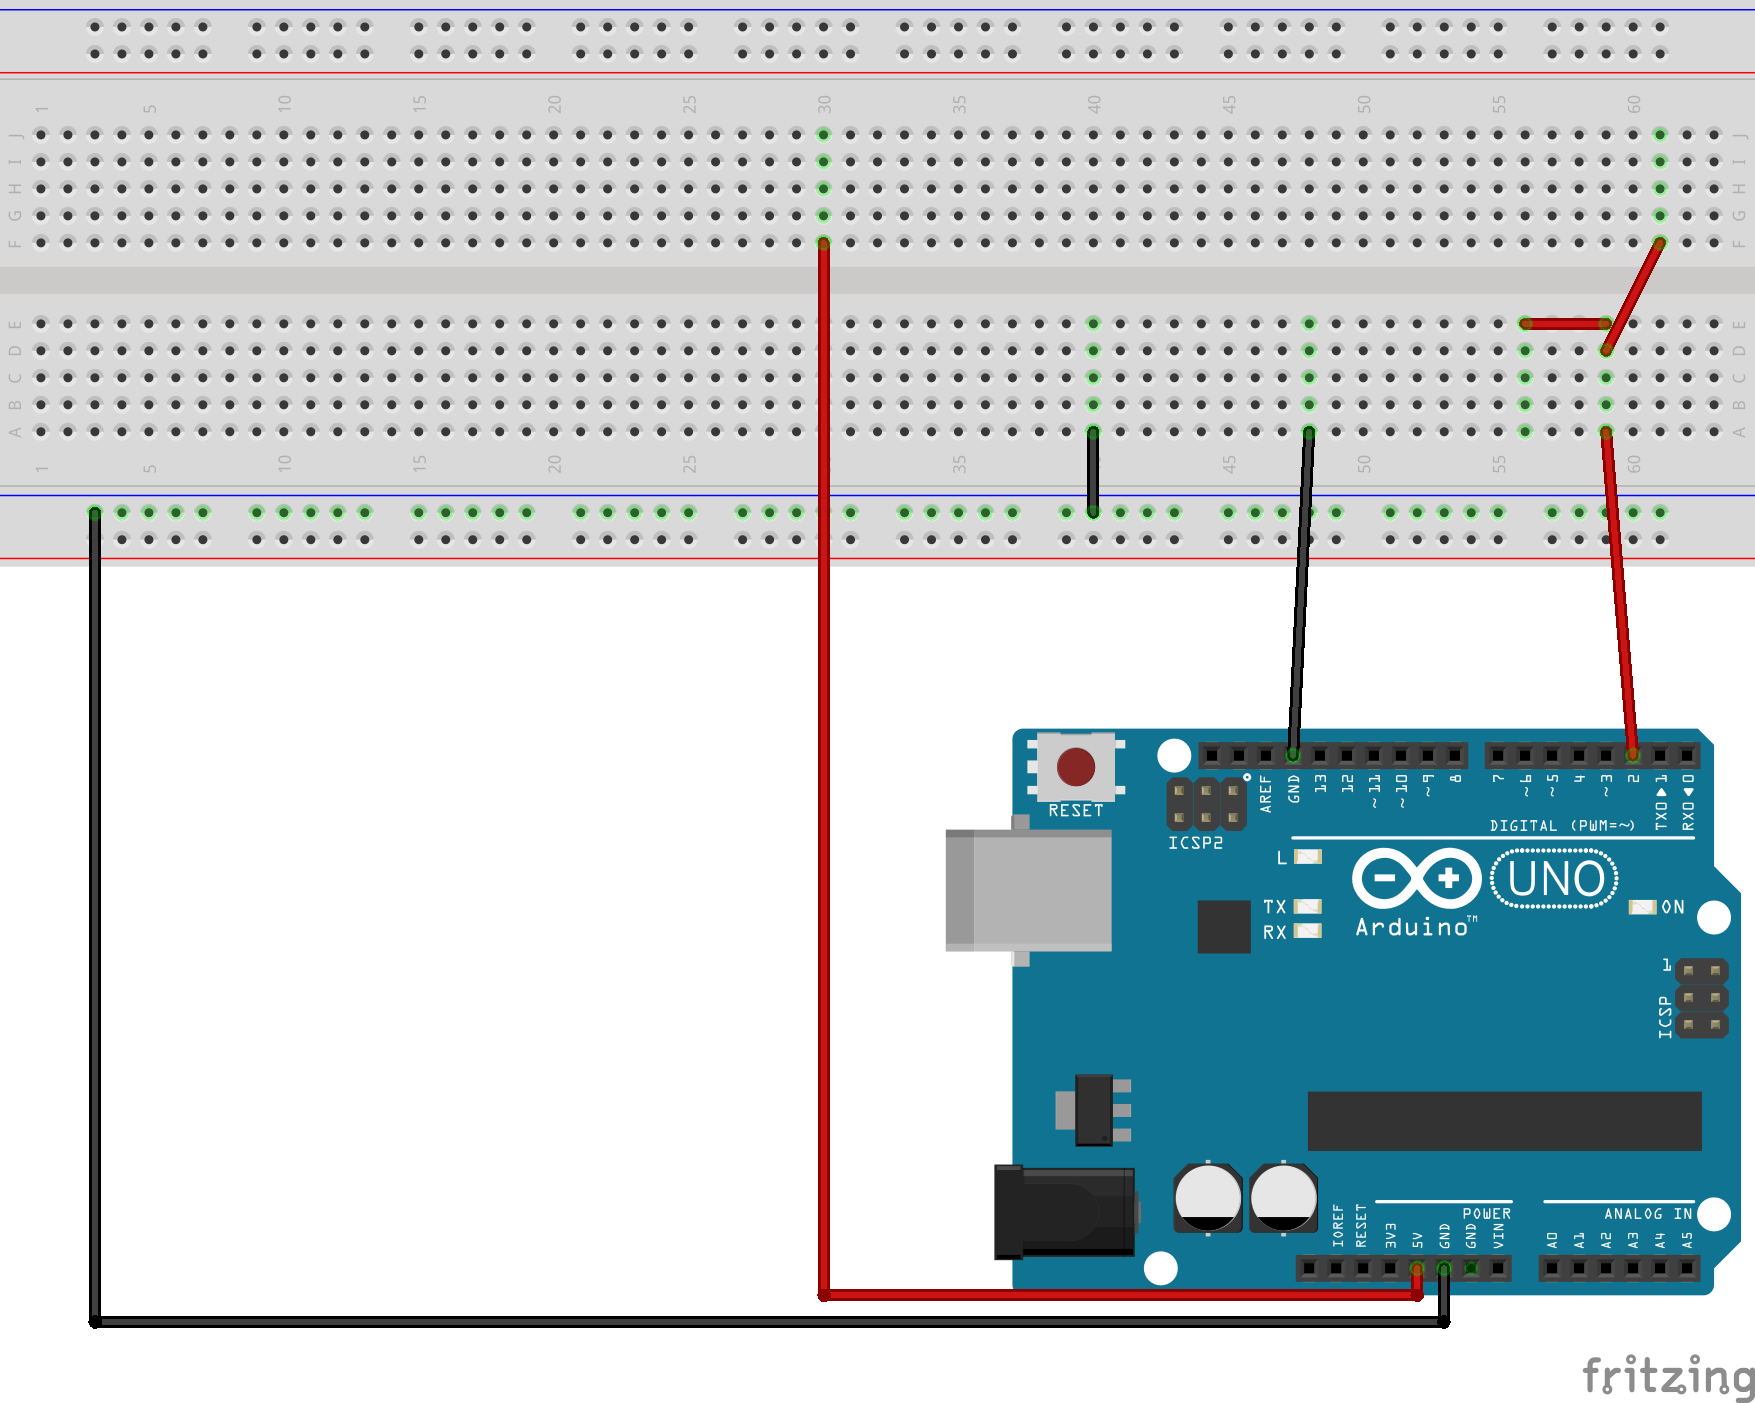 1 5 10 15 20 25 30 35 40 45 50 55 60
J J
I I
H H
G G
F F
E E
D D
C C
B B
A A
1 5 10 15 20 25 35 45 50 55 60
RESET
ICSP2
AREF GND 13 12 ~11 ~10 ~9 8 7 ~6 ~5 4 ~3 2 TX0▶1 RX0◀0
DIGITAL (PWM=~)
L
TX
RX
UNO
Arduino™
ON
1
ICSP
POWER
ANALOG IN
IOREF RESET 3V3 5V GND GND VIN A0 A1 A2 A3 A4 A5
fritzing